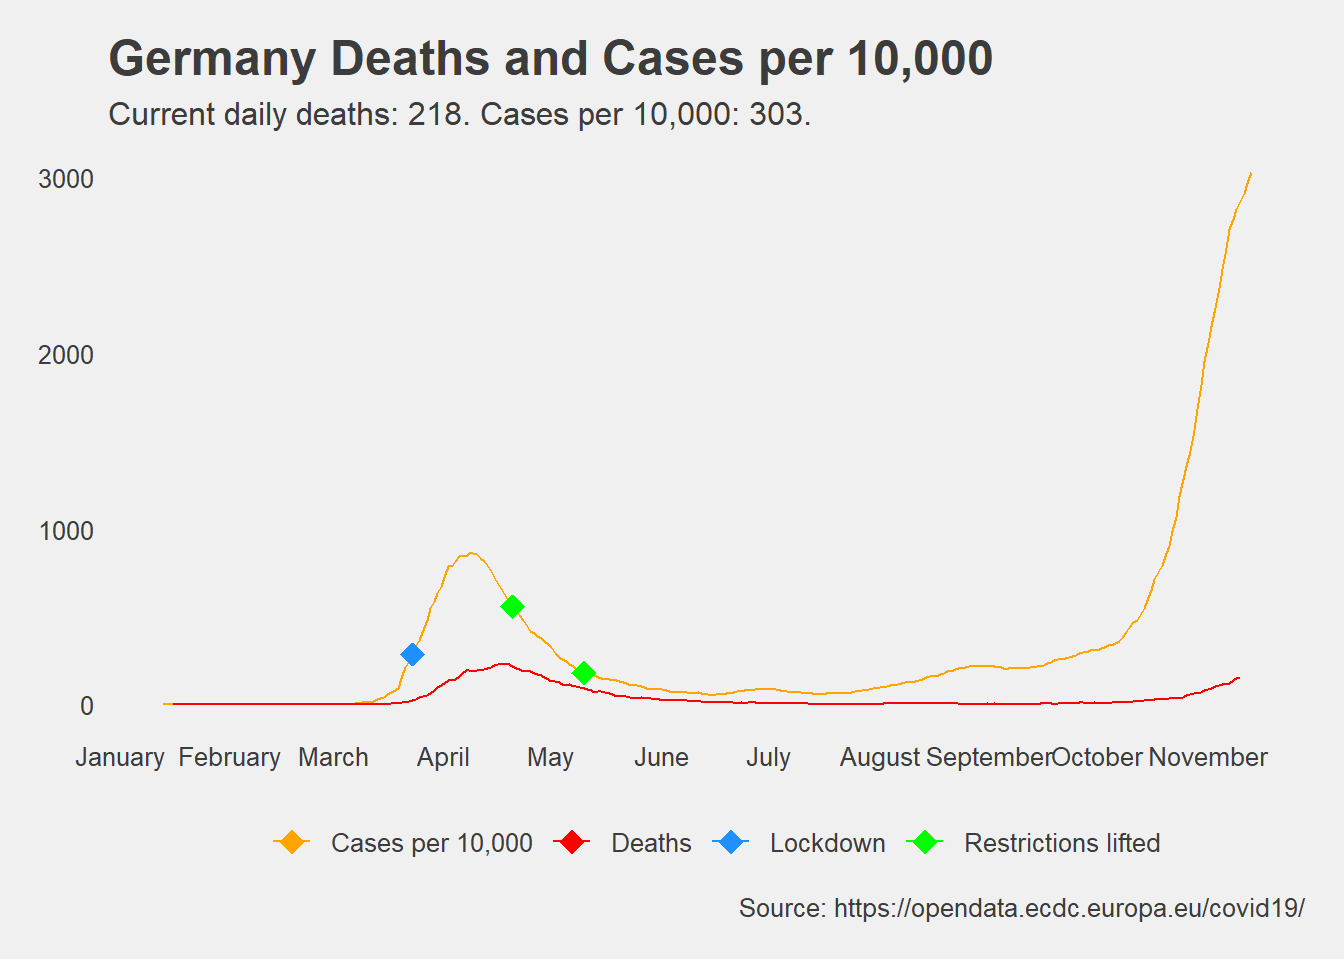 Germany Deaths and Cases per 10,000
Current daily deaths: 218. Cases per 10,000: 303.
3000
2000
1000
0
January February March April May June July August September October November
Cases per 10,000 Deaths Lockdown Restrictions lifted
Source: https://opendata.ecdc.europa.eu/covid19/